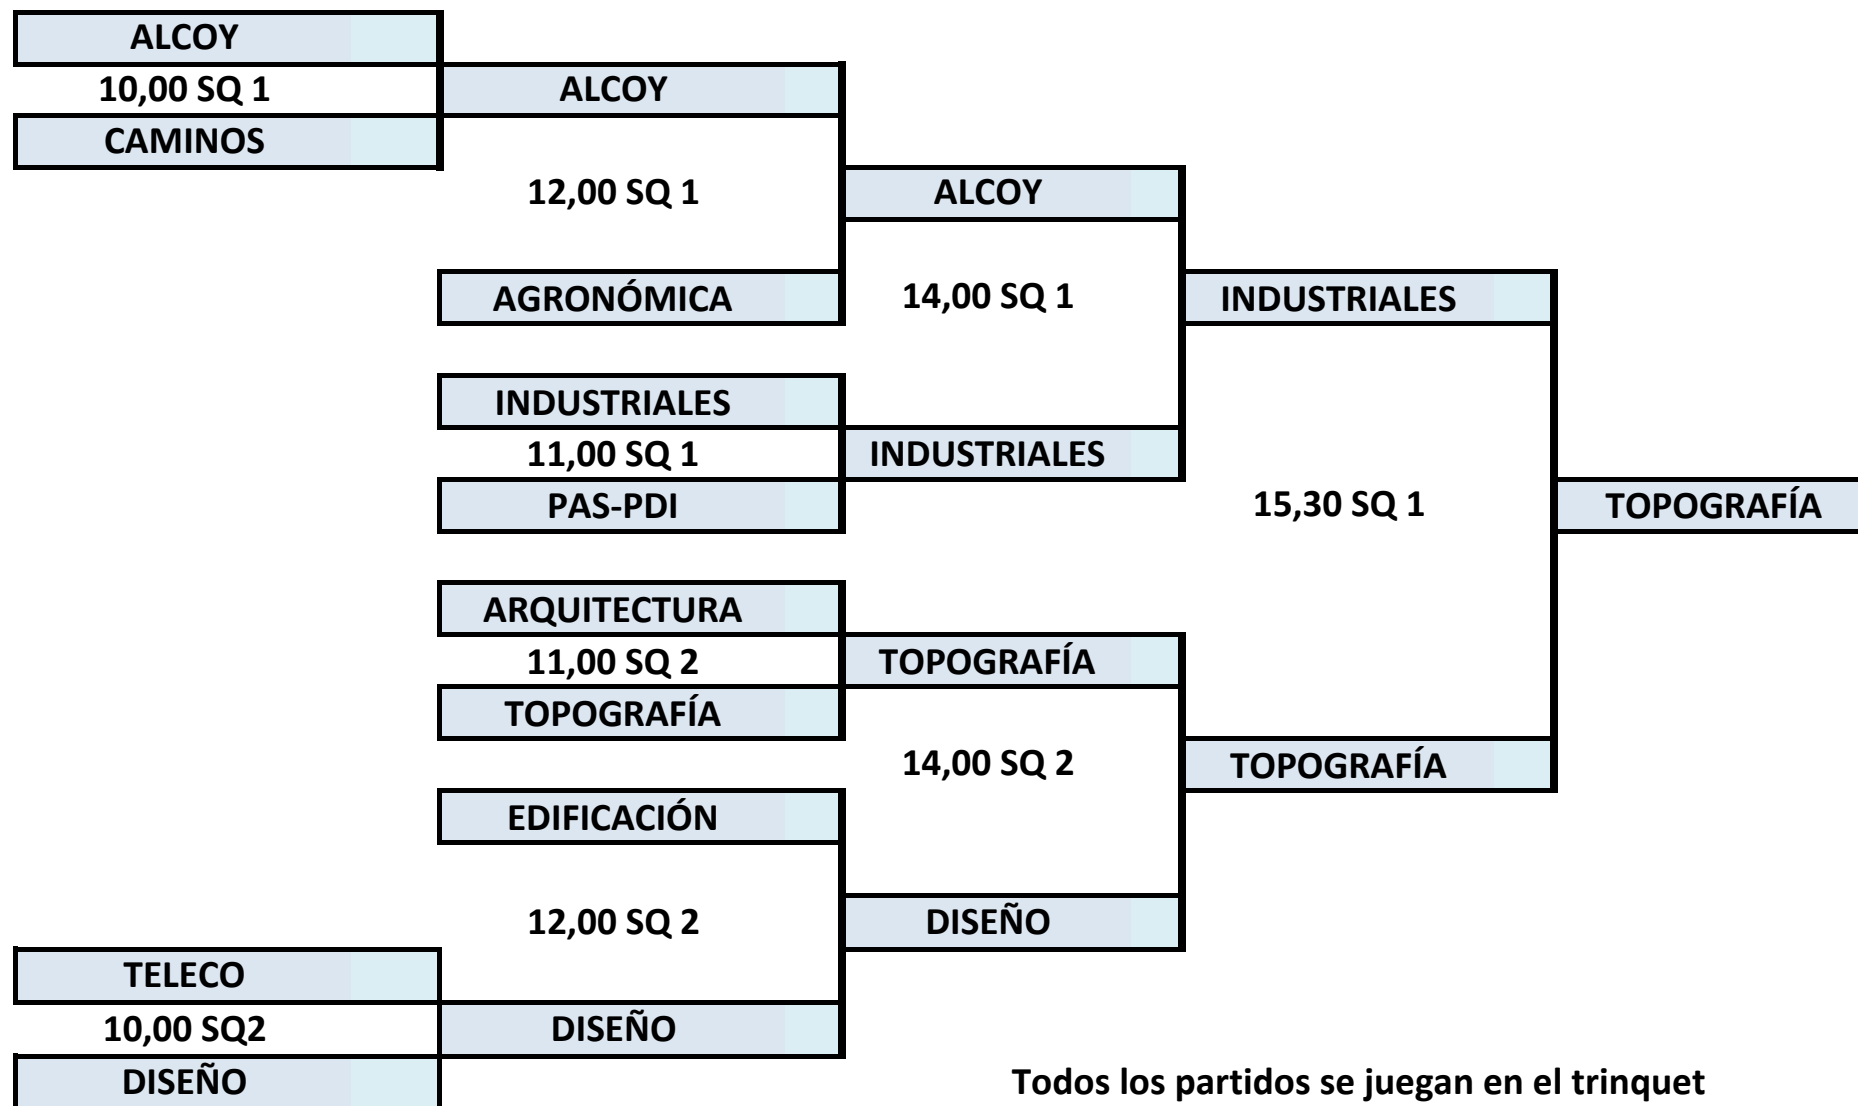 ALCOY
10,00 SQ 1
ALCOY
CAMINOS
12,00 SQ 1
ALCOY
AGRONÓMICA
14,00 SQ 1
INDUSTRIALES
INDUSTRIALES
11,00 SQ 1
INDUSTRIALES
PAS-PDI
15,30 SQ 1
TOPOGRAFÍA
ARQUITECTURA
11,00 SQ 2
TOPOGRAFÍA
TOPOGRAFÍA
14,00 SQ 2
TOPOGRAFÍA
EDIFICACIÓN
12,00 SQ 2
DISEÑO
TELECO
10,00 SQ2
DISEÑO
DISEÑO
Todos los partidos se juegan en el trinquet